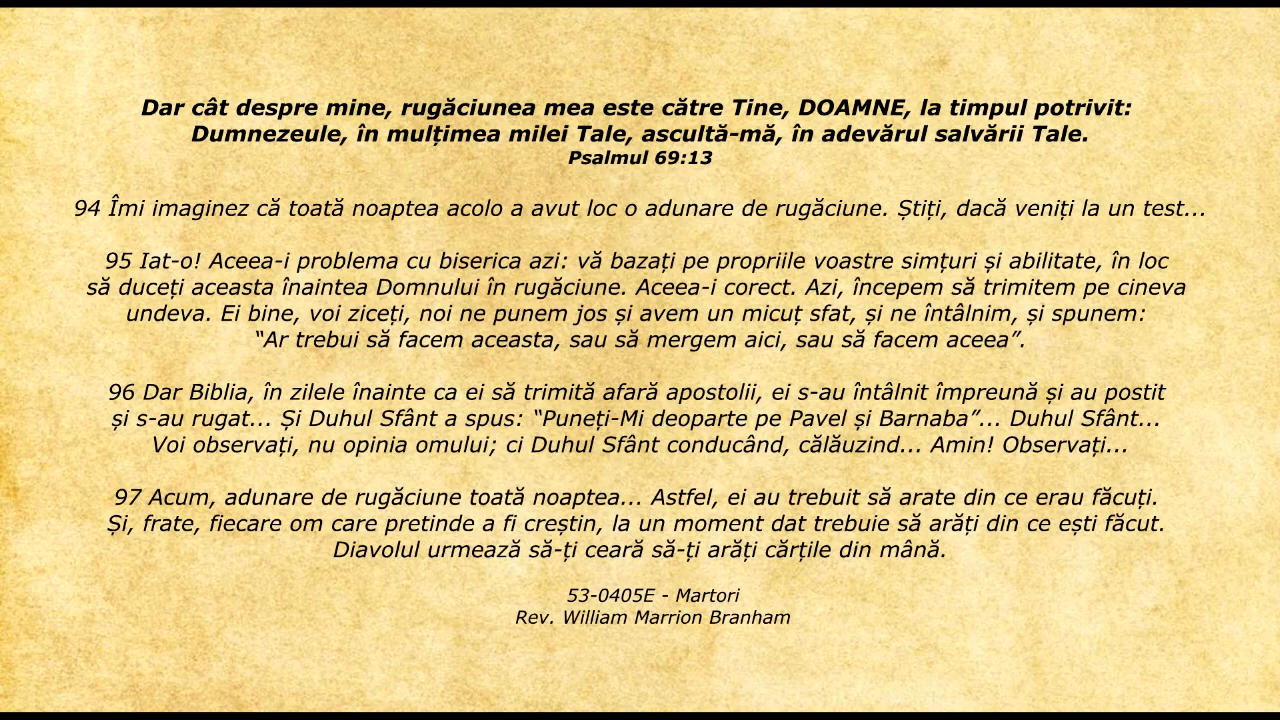 Dar cât despre mine, rugăciunea mea este către Tine, DOAMNE, la timpul potrivit:
Dumnezeule, în mulțimea milei Tale, ascultă-mă, în adevărul salvării Tale.
Psalmul 69:13
94 Îmi imaginez că toată noaptea acolo a avut loc o adunare de rugăciune. Știți, dacă veniți la un test...
95 Iat-o! Aceea-i problema cu biserica azi: vă bazați pe propriile voastre simțuri și abilitate, în loc
să duceți aceasta înaintea Domnului în rugăciune. Aceea-i corect. Azi, începem să trimitem pe cineva
undeva. Ei bine, voi ziceți, noi ne punem jos și avem un micuț sfat, și ne întâlnim, și spunem:
“Ar trebui să facem aceasta, sau să mergem aici, sau să facem aceea”.
96 Dar Biblia, în zilele înainte ca ei să trimită afară apostolii, ei s-au întâlnit împreună și au postit
și s-au rugat... Și Duhul Sfânt a spus: “Puneți-Mi deoparte pe Pavel și Barnaba”... Duhul Sfânt...
Voi observați, nu opinia omului; ci Duhul Sfânt conducând, călăuzind... Amin! Observați...
97 Acum, adunare de rugăciune toată noaptea... Astfel, ei au trebuit să arate din ce erau făcuți.
Și, frate, fiecare om care pretinde a fi creștin, la un moment dat trebuie să arăți din ce ești făcut.
Diavolul urmează să-ți ceară să-ți arăți cărțile din mână.
53-0405E - Martori
Rev. William Marrion Branham